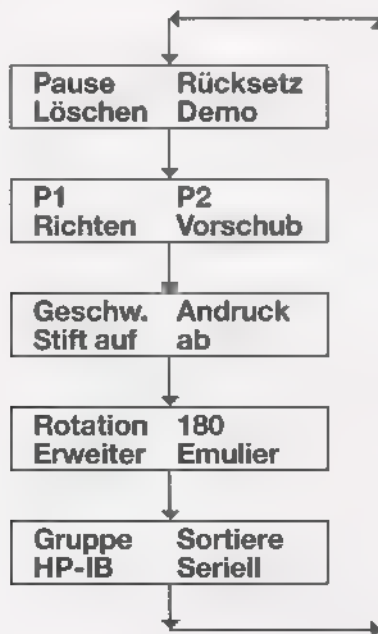 Pause Rücksetz
Löschen Demo
P1 P2
Richten Vorschub
Geschw. Andruck
Stift auf ab
Rotation 180
Erweiter Emulier
Gruppe Sortiere
HP-IB Seriell